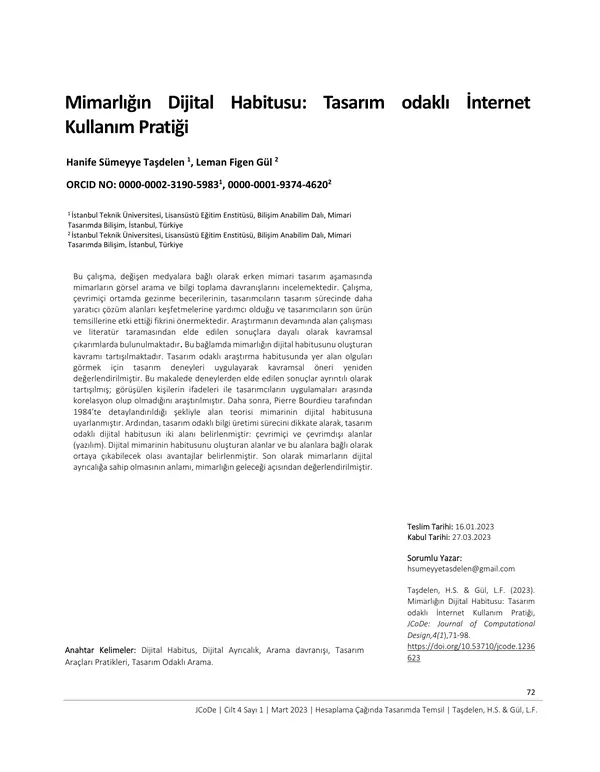 Mimarlığın Dijital Habitusu: Tasarım odaklı İnternet
Kullanım Pratiği
Hanife Sümeyye Taşdelen ¹, Leman Figen Gül ²
ORCID NO: 0000-0002-3190-5983¹, 0000-0001-9374-4620²
¹ İstanbul Teknik Üniversitesi, Lisansüstü Eğitim Enstitüsü, Bilişim Anabilim Dalı, Mimari
Tasarımda Bilişim, İstanbul, Türkiye
² İstanbul Teknik Üniversitesi, Lisansüstü Eğitim Enstitüsü, Bilişim Anabilim Dalı, Mimari
Tasarımda Bilişim, İstanbul, Türkiye
Bu çalışma, değişen medyalara bağlı olarak erken mimari tasarım aşamasında
mimarların görsel arama ve bilgi toplama davranışlarını incelemektedir. Çalışma,
çevrimiçi ortamda gezinme becerilerinin, tasarımcıların tasarım sürecinde daha
yaratıcı çözüm alanları keşfetmelerine yardımcı olduğu ve tasarımcıların son ürün
temsillerine etki ettiği fikrini önermektedir. Araştırmanın devamında alan çalışması
ve literatür taramasından elde edilen sonuçlara dayalı olarak kavramsal
çıkarımlarda bulunulmaktadır. Bu bağlamda mimarlığın dijital habitusunu oluşturan
kavramı tartışılmaktadır. Tasarım odaklı araştırma habitusunda yer alan olguları
görmek için tasarım deneyleri uygulayarak kavramsal öneri yeniden
değerlendirilmiştir. Bu makalede deneylerden elde edilen sonuçlar ayrıntılı olarak
tartışılmış; görüşülen kişilerin ifadeleri ile tasarımcıların uygulamaları arasında
korelasyon olup olmadığını araştırılmıştır. Daha sonra, Pierre Bourdieu tarafından
1984'te detaylandırıldığı şekliyle alan teorisi mimarinin dijital habitusuna
uyarlanmıştır. Ardından, tasarım odaklı bilgi üretimi sürecini dikkate alarak, tasarım
odaklı dijital habitusun iki alanı belirlenmiştir: çevrimiçi ve çevrimdışı alanlar
(yazılım). Dijital mimarinin habitusunu oluşturan alanlar ve bu alanlara bağlı olarak
ortaya çıkabilecek olası avantajlar belirlenmiştir. Son olarak mimarların dijital
ayrıcalığa sahip olmasının anlamı, mimarlığın geleceği açısından değerlendirilmiştir.
Teslim Tarihi: 16.01.2023
Kabul Tarihi: 27.03.2023
Sorumlu Yazar:
hsumeyyetasdelen@gmail.com
Taşdelen, H.S. & Gül, L.F. (2023).
Mimarlığın Dijital Habitusu: Tasarım
odaklı İnternet Kullanım Pratiği,
JCoDe: Journal of Computational
Design,4(1),71-98.
https://doi.org/10.53710/jcode.1236
623
Anahtar Kelimeler: Dijital Habitus, Dijital Ayrıcalık, Arama davranışı, Tasarım
Araçları Pratikleri, Tasarım Odaklı Arama.
72
JCoDe | Cilt 4 Sayı 1 | Mart 2023 | Hesaplama Çağında Tasarımda Temsil | Taşdelen, H.S. & Gül, L.F.